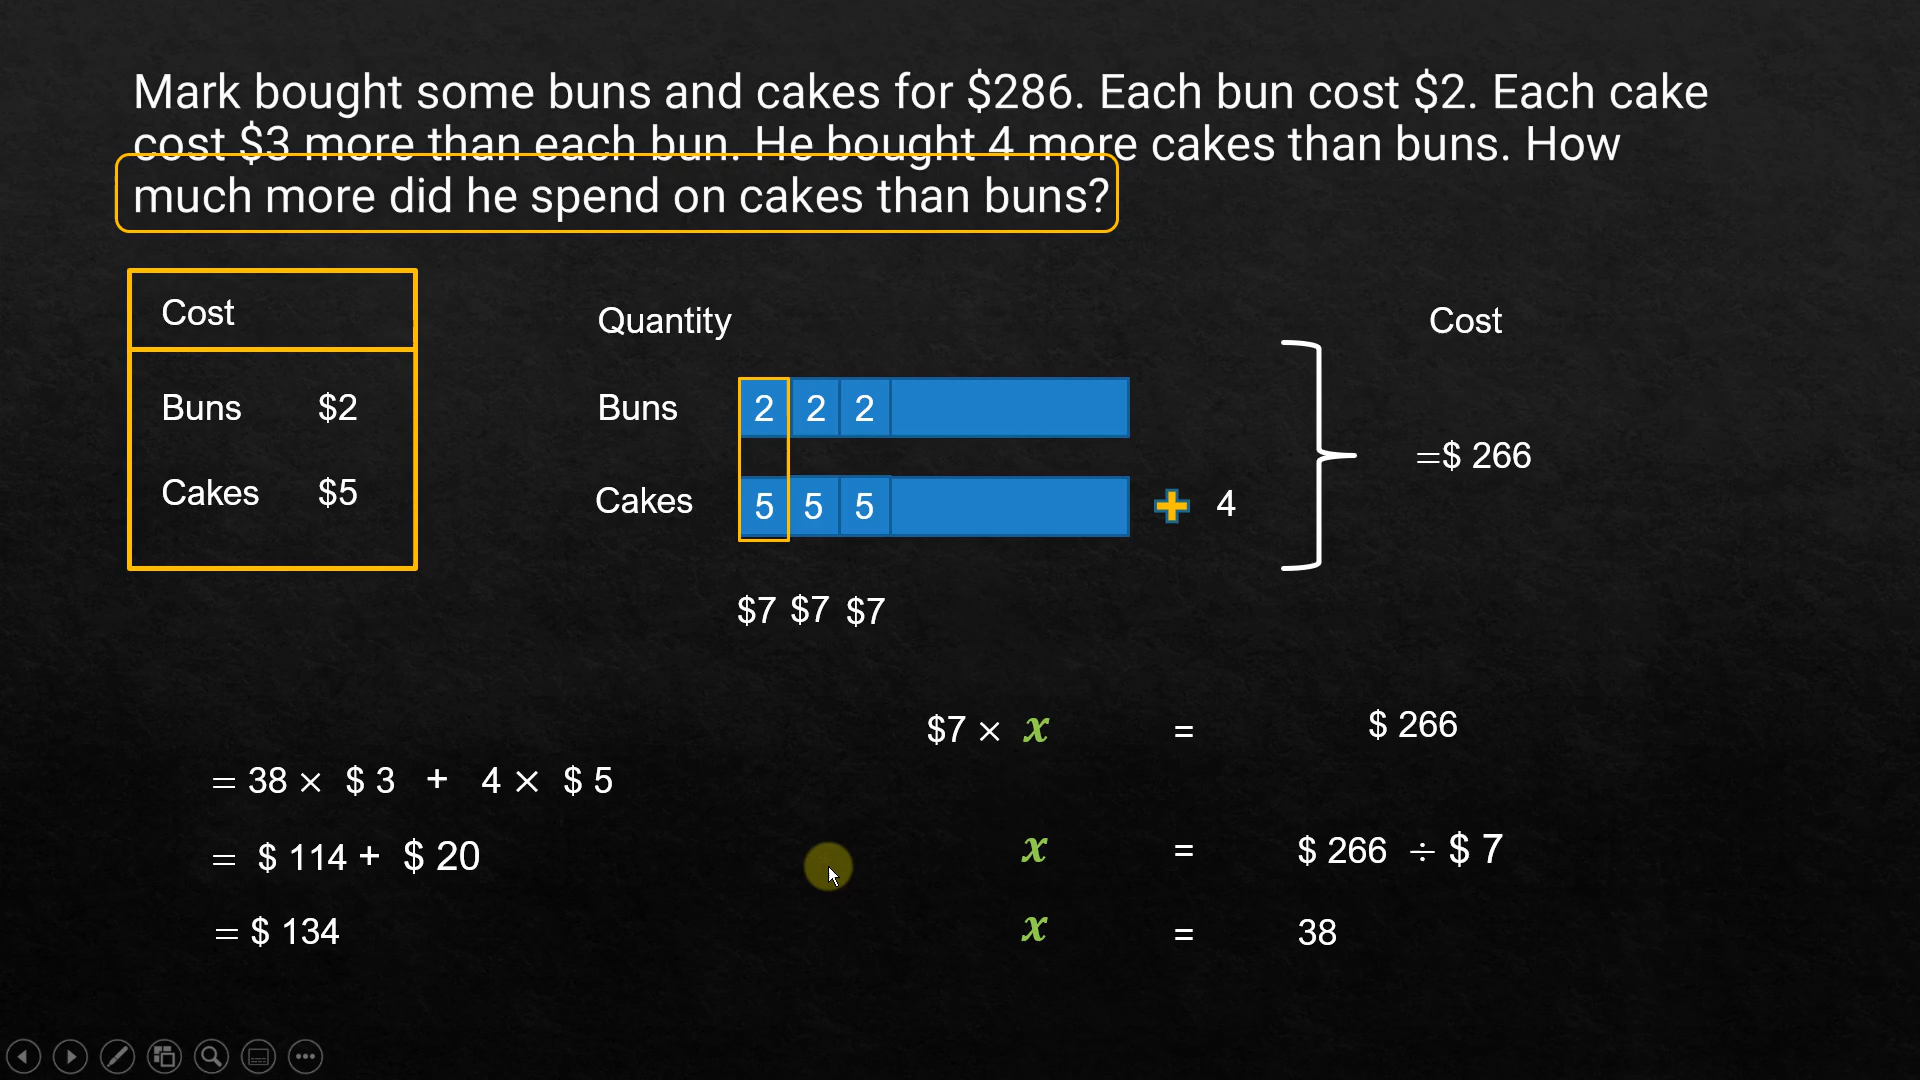 Mark bought some buns and cakes for $286. Each bun cost $2. Each cake
cost $3 more than each bun. He bought 4 more cakes than buns. How
much more did he spend on cakes than buns?
Cost
Buns $2
Cakes $5
Quantity
Buns 2 2 2
Cakes 5 5 5 + 4
$7 $7 $7
Cost
=$ 266
= 38 × $ 3 + 4 × $ 5
= $ 114 + $ 20
= $ 134
$7 × x = $ 266
x = $ 266 ÷ $ 7
x = 38